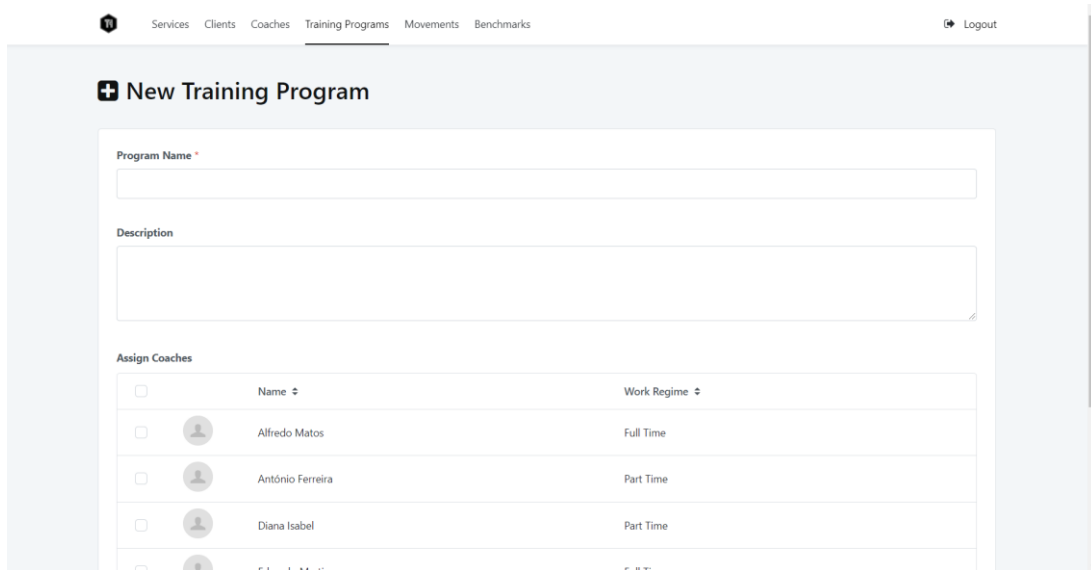 Services Clients Coaches Training Programs Movements Benchmarks Logout
New Training Program
Program Name *
Description
Assign Coaches
Name Work Regime
Alfredo Matos Full Time
António Ferreira Part Time
Diana Isabel Part Time